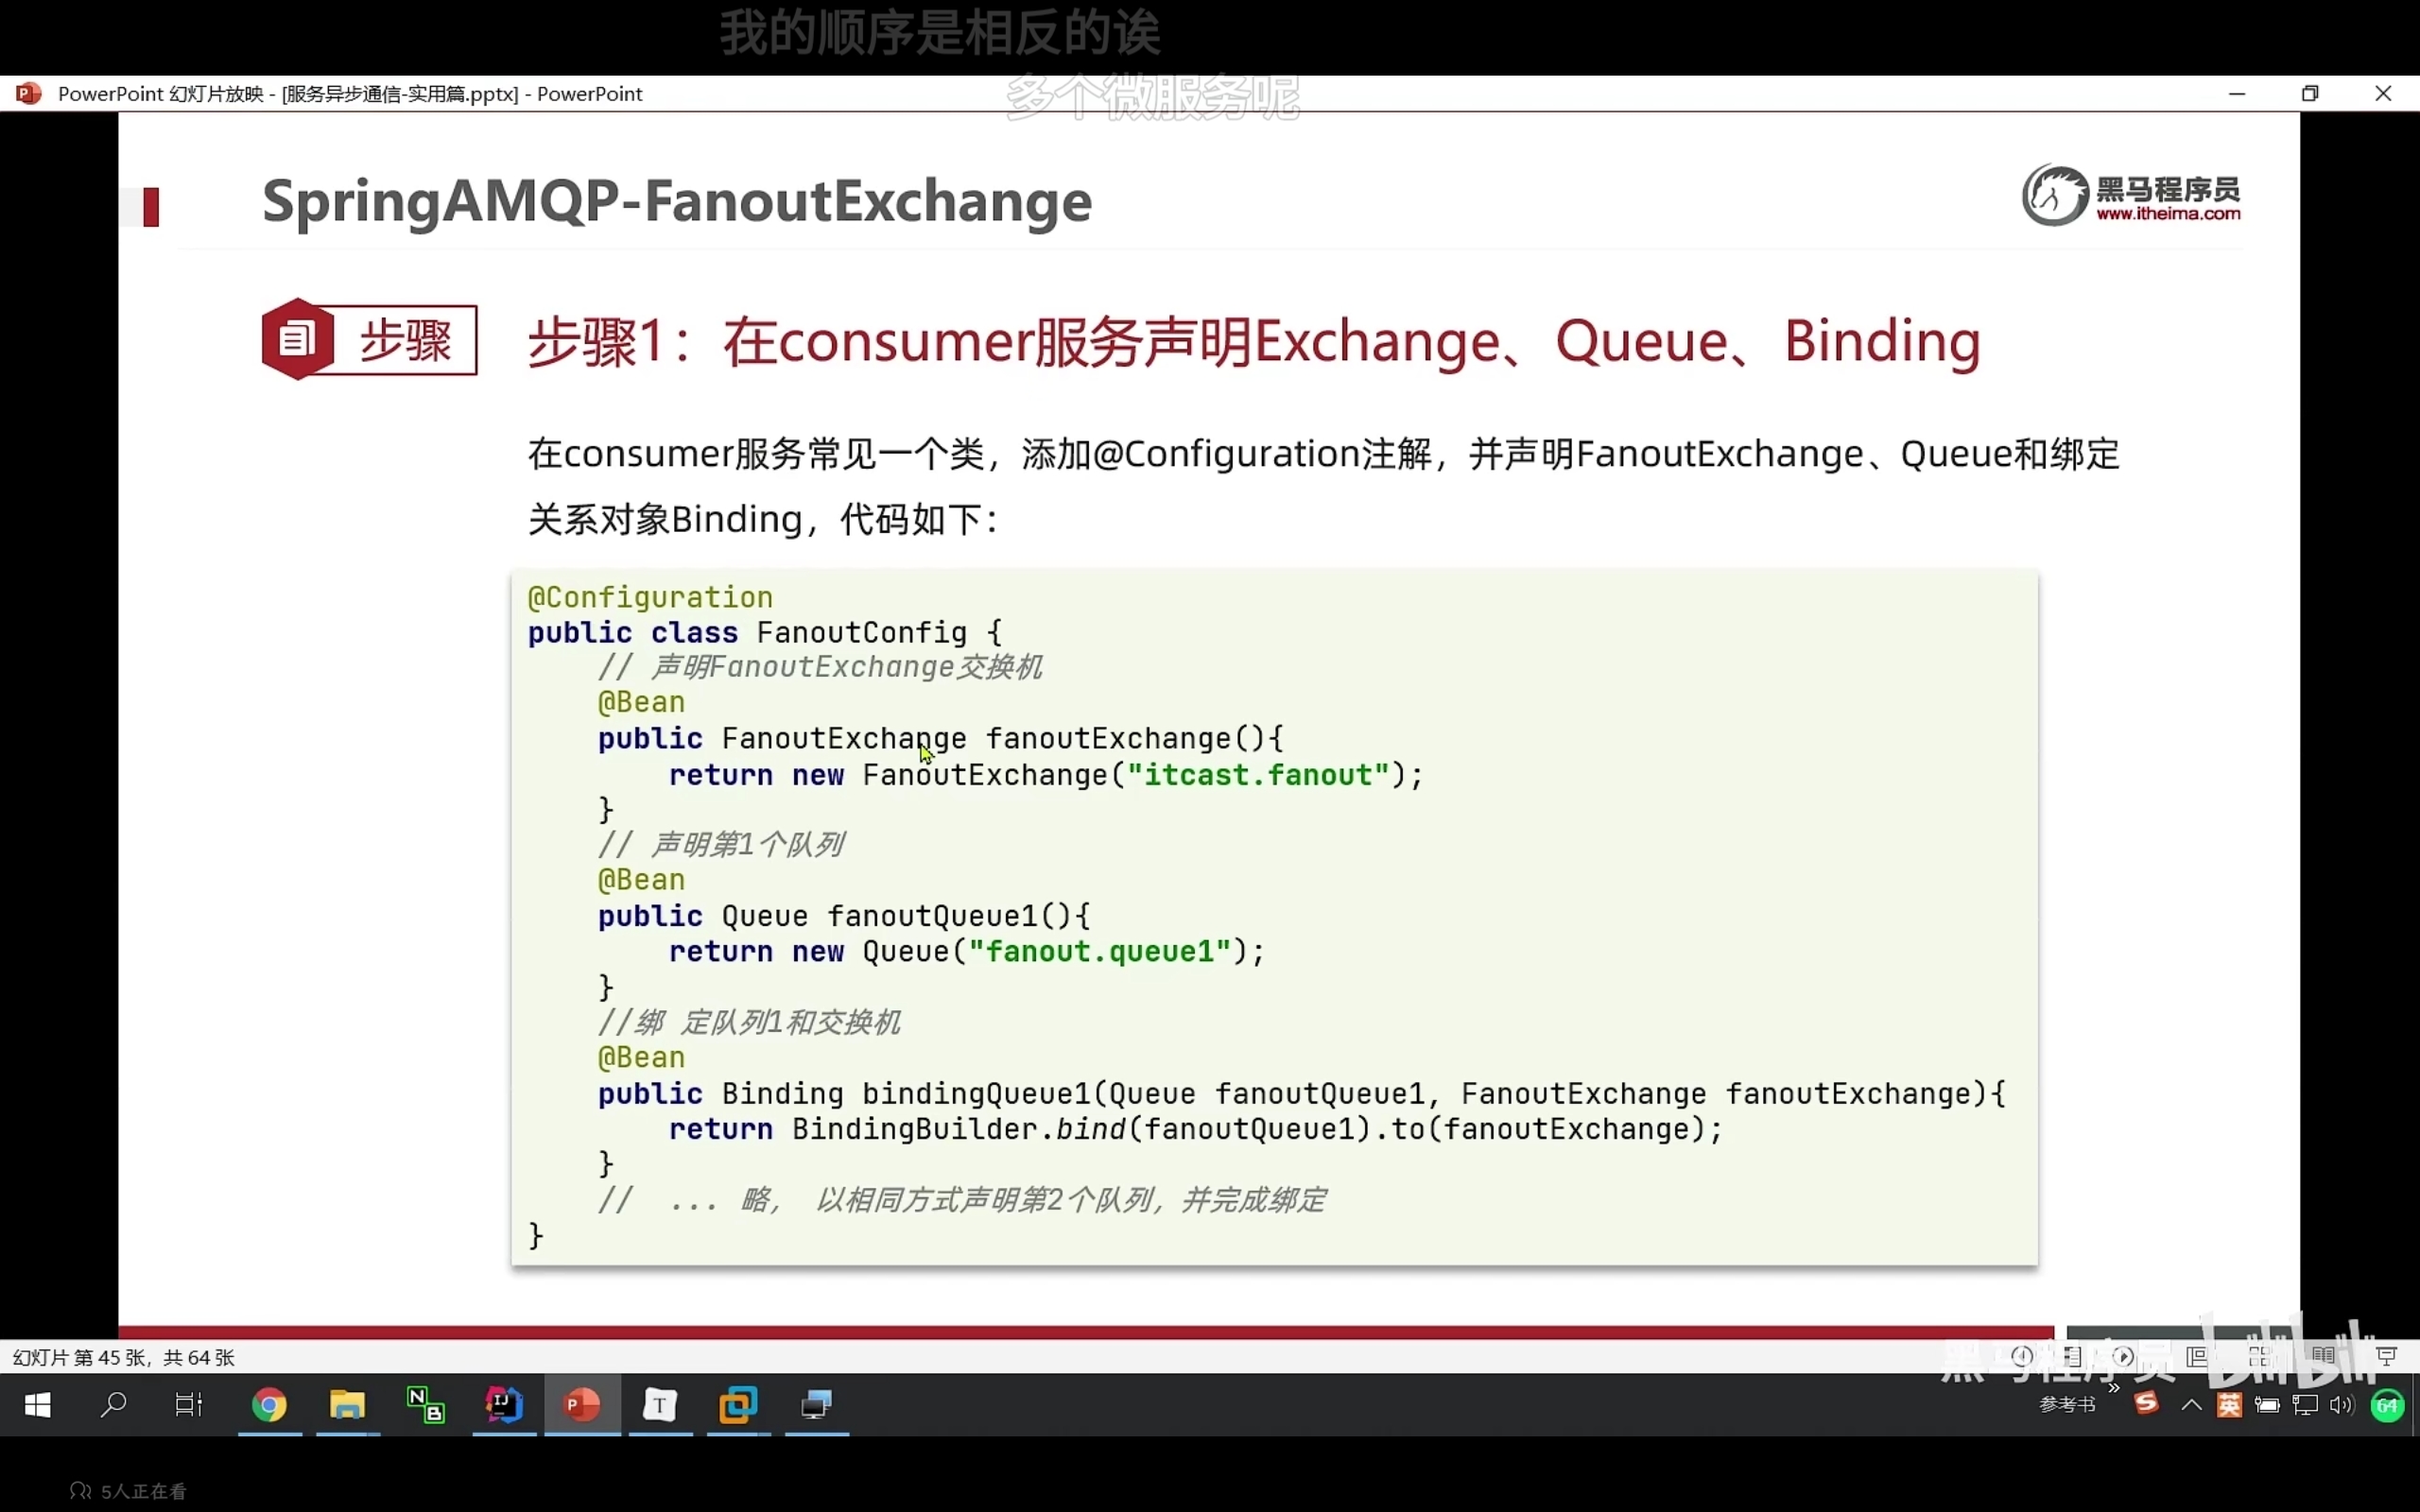 我的顺序是相反的诶
多个微服务呢
PowerPoint 幻灯片放映 - [服务异步通信-实用篇.pptx] - PowerPoint
SpringAMQP-FanoutExchange
黑马程序员
www.itheima.com
步骤
步骤1：在consumer服务声明Exchange、Queue、Binding
在consumer服务常见一个类，添加@Configuration注解，并声明FanoutExchange、Queue和绑定
关系对象Binding，代码如下：
@Configuration
public class FanoutConfig {
// 声明FanoutExchange交换机
@Bean
public FanoutExchange fanoutExchange(){
return new FanoutExchange("itcast.fanout");
}
// 声明第1个队列
@Bean
public Queue fanoutQueue1(){
return new Queue("fanout.queue1");
}
//绑 定队列1和交换机
@Bean
public Binding bindingQueue1(Queue fanoutQueue1, FanoutExchange fanoutExchange){
return BindingBuilder.bind(fanoutQueue1).to(fanoutExchange);
}
// ... 略， 以相同方式声明第2个队列，并完成绑定
}
黑马程序员 bilibili
幻灯片 第 45 张，共 64 张
参考书
英
64
5人正在看